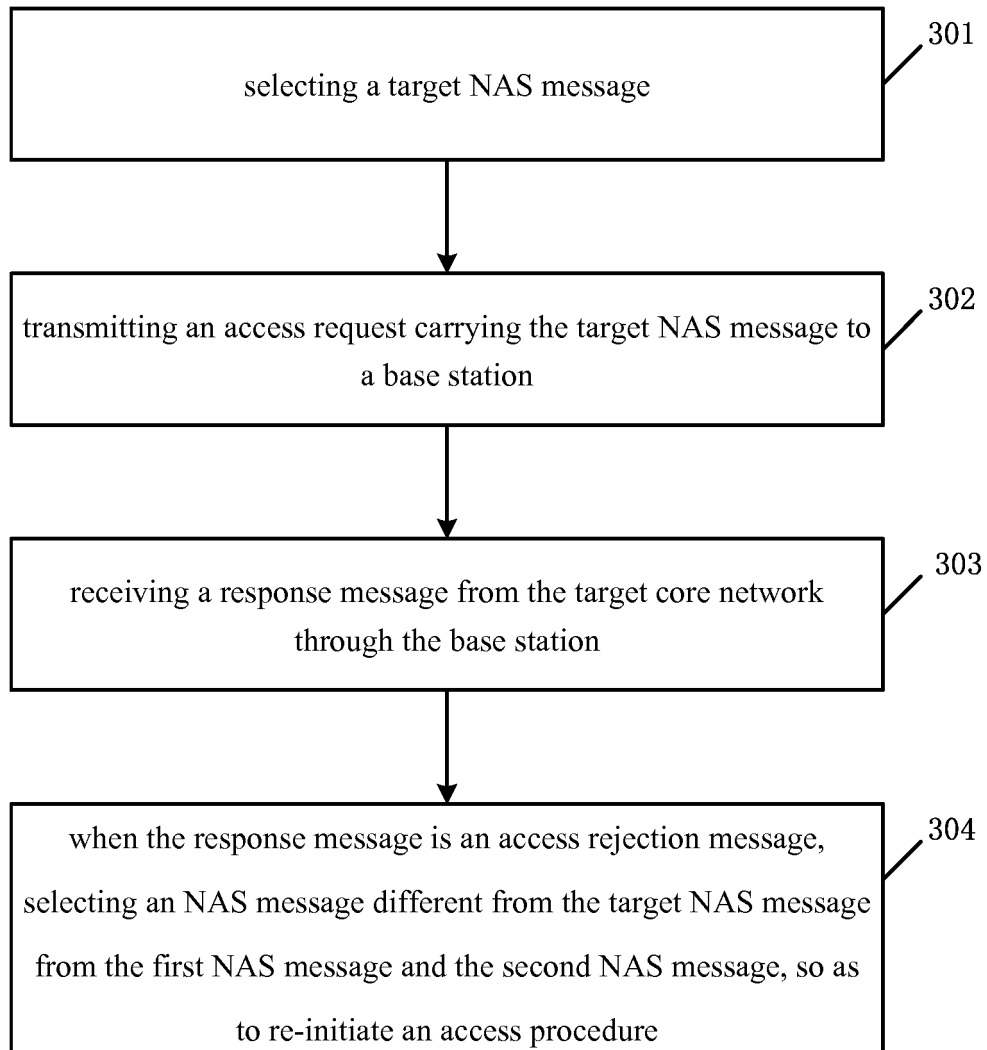 301
selecting a target NAS message
302
transmitting an access request carrying the target NAS message to
a base station
303
receiving a response message from the target core network
through the base station
304
when the response message is an access rejection message,
selecting an NAS message different from the target NAS message
from the first NAS message and the second NAS message, so as
to re-initiate an access procedure